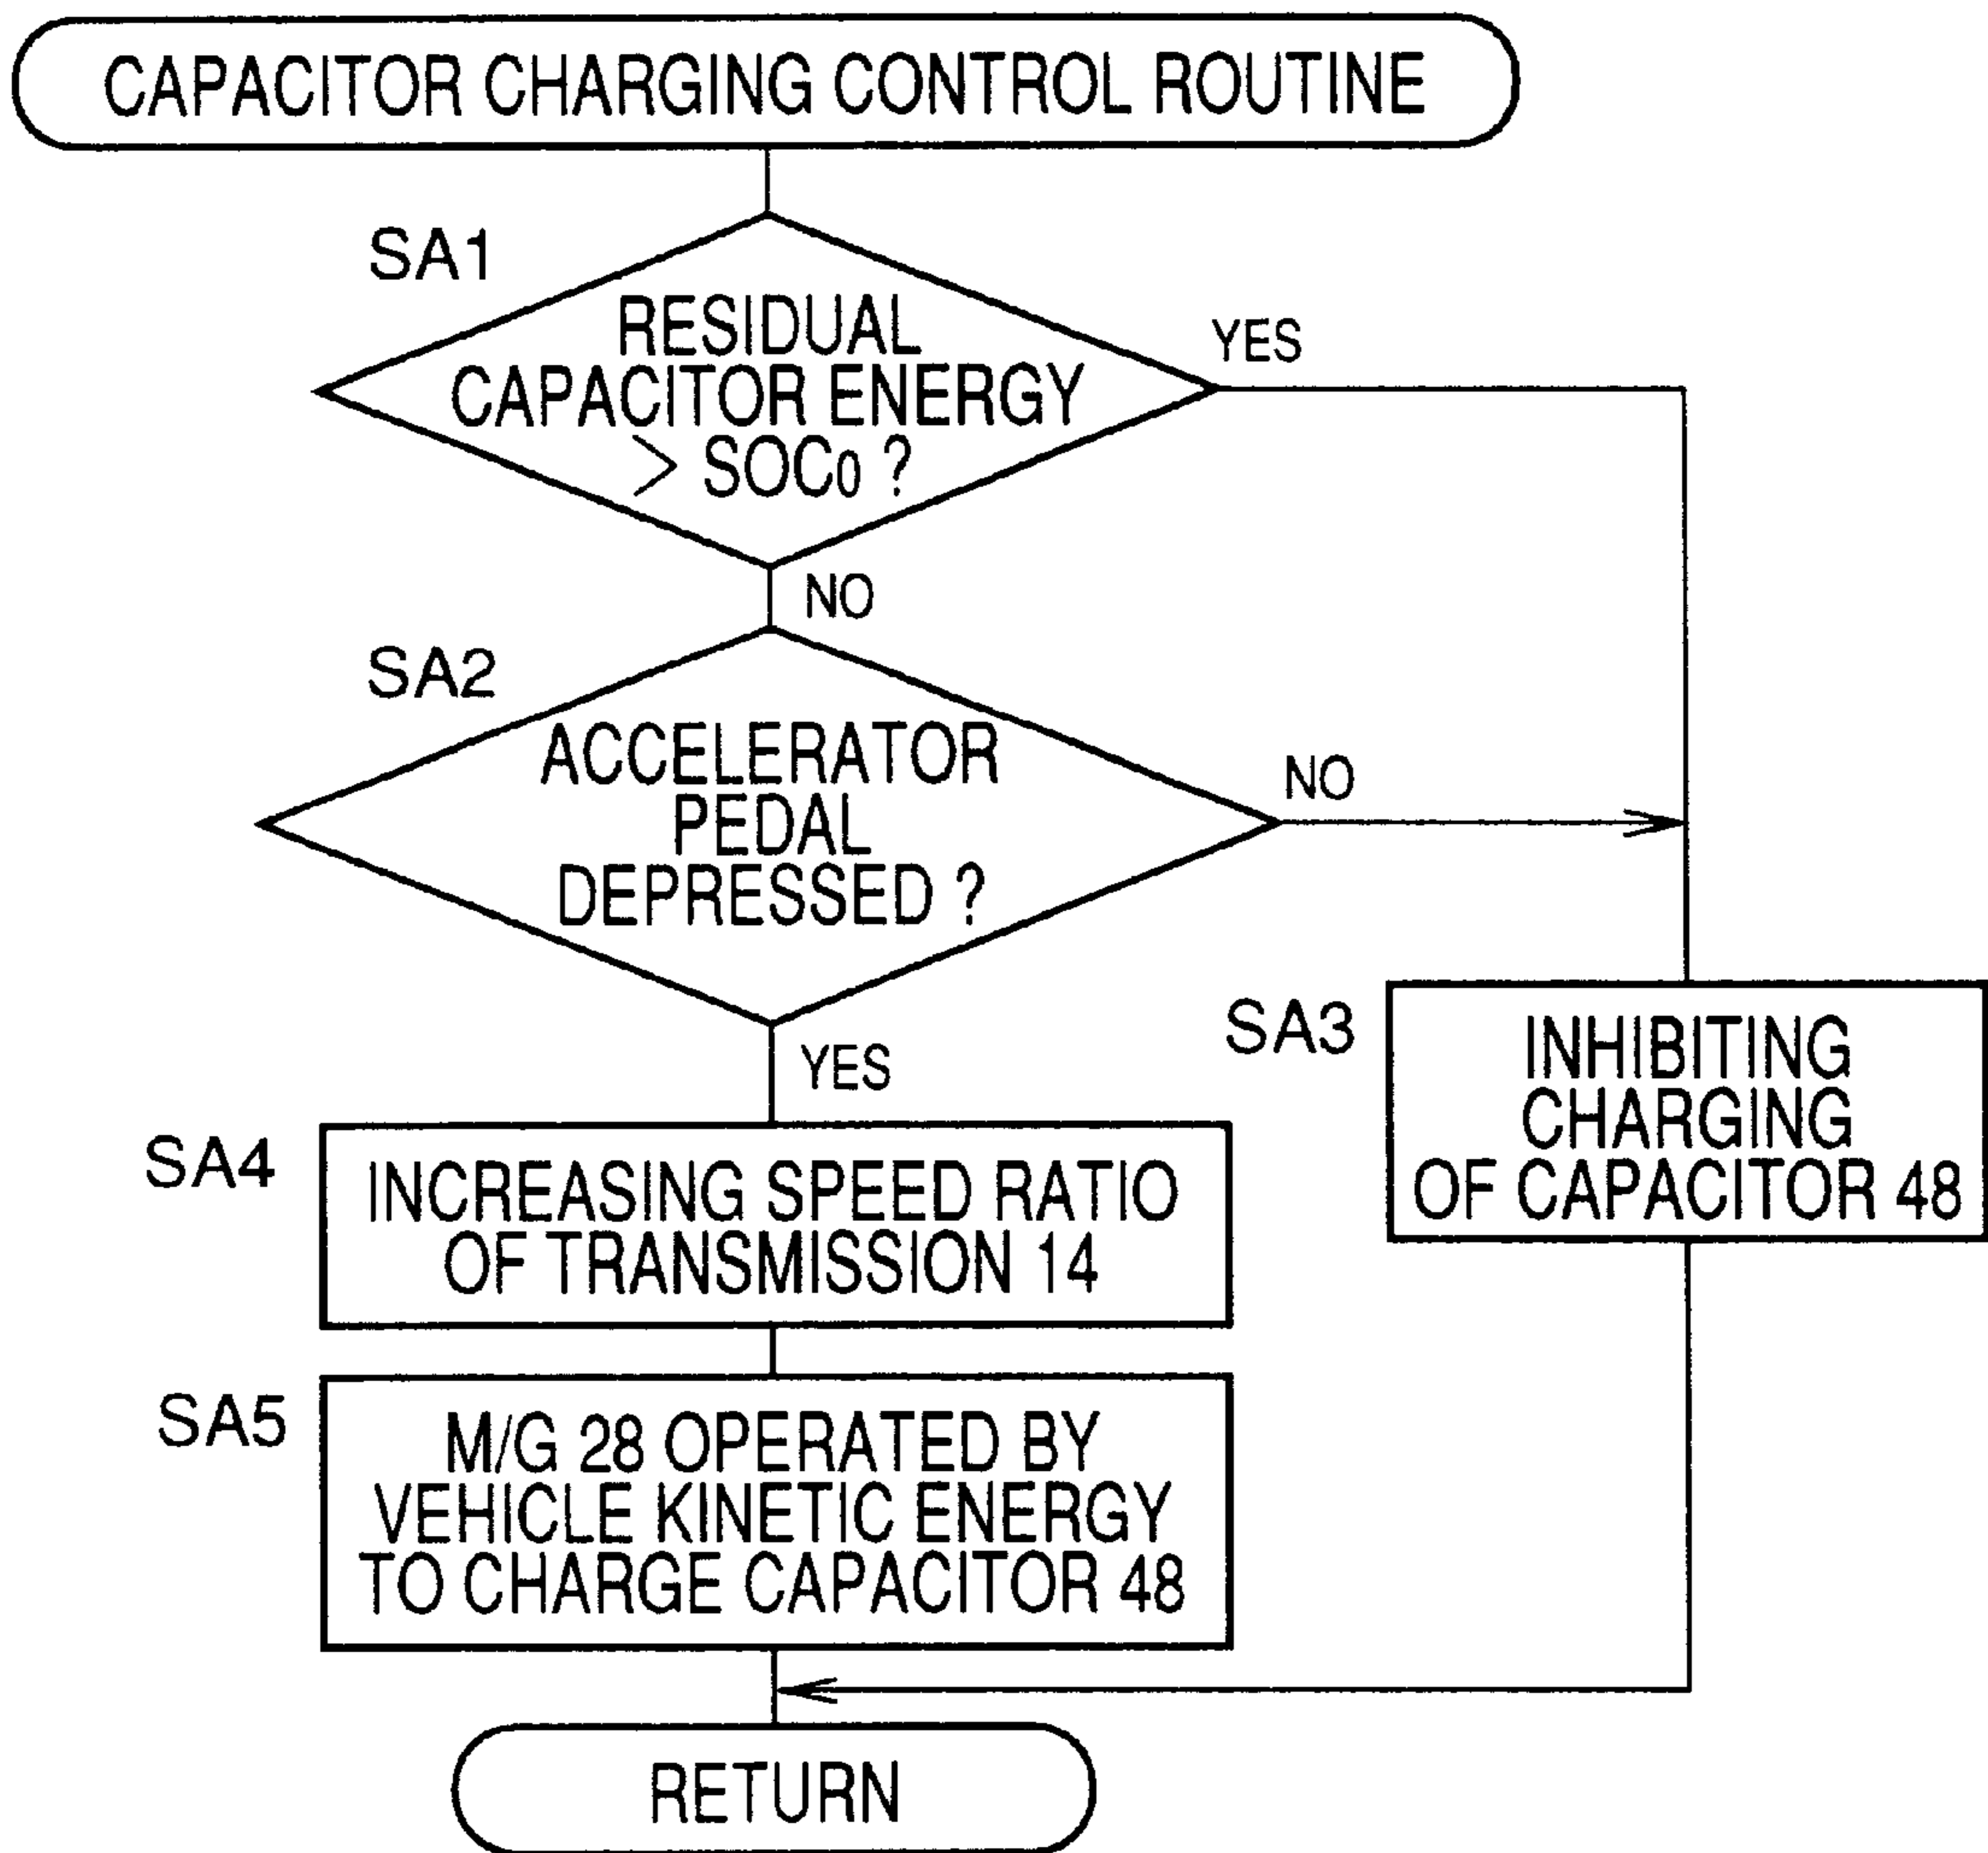 CAPACITOR CHARGING CONTROL ROUTINE
SA1
RESIDUAL
CAPACITOR ENERGY
> SOC₀ ?
YES
NO
SA2
ACCELERATOR
PEDAL
DEPRESSED ?
NO
YES
SA3
INHIBITING
CHARGING
OF CAPACITOR 48
SA4
INCREASING SPEED RATIO
OF TRANSMISSION 14
SA5
M/G 28 OPERATED BY
VEHICLE KINETIC ENERGY
TO CHARGE CAPACITOR 48
RETURN